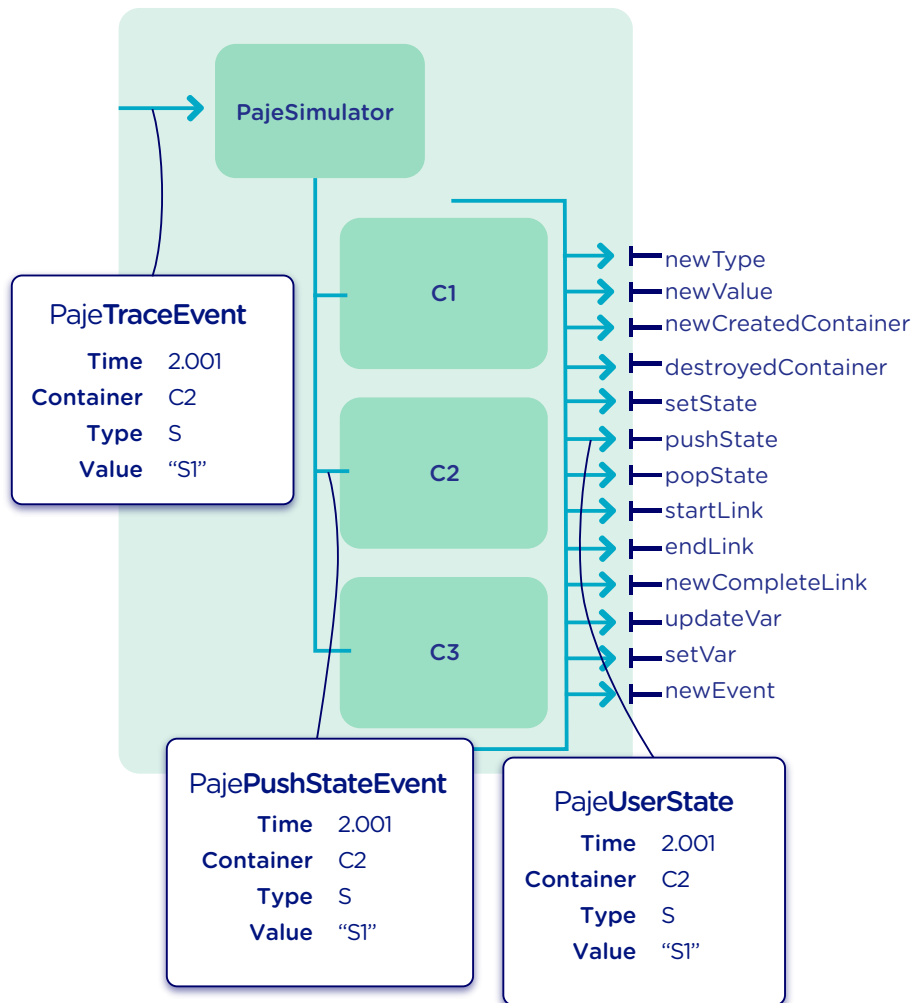 PajeSimulator
C1
C2
C3
newType
newValue
newCreatedContainer
destroyedContainer
setState
pushState
popState
startLink
endLink
newCompleteLink
updateVar
setVar
newEvent
PajeTraceEvent
Time 2.001
Container C2
Type S
Value “S1”
PajePushStateEvent
Time 2.001
Container C2
Type S
Value “S1”
PajeUserState
Time 2.001
Container C2
Type S
Value “S1”